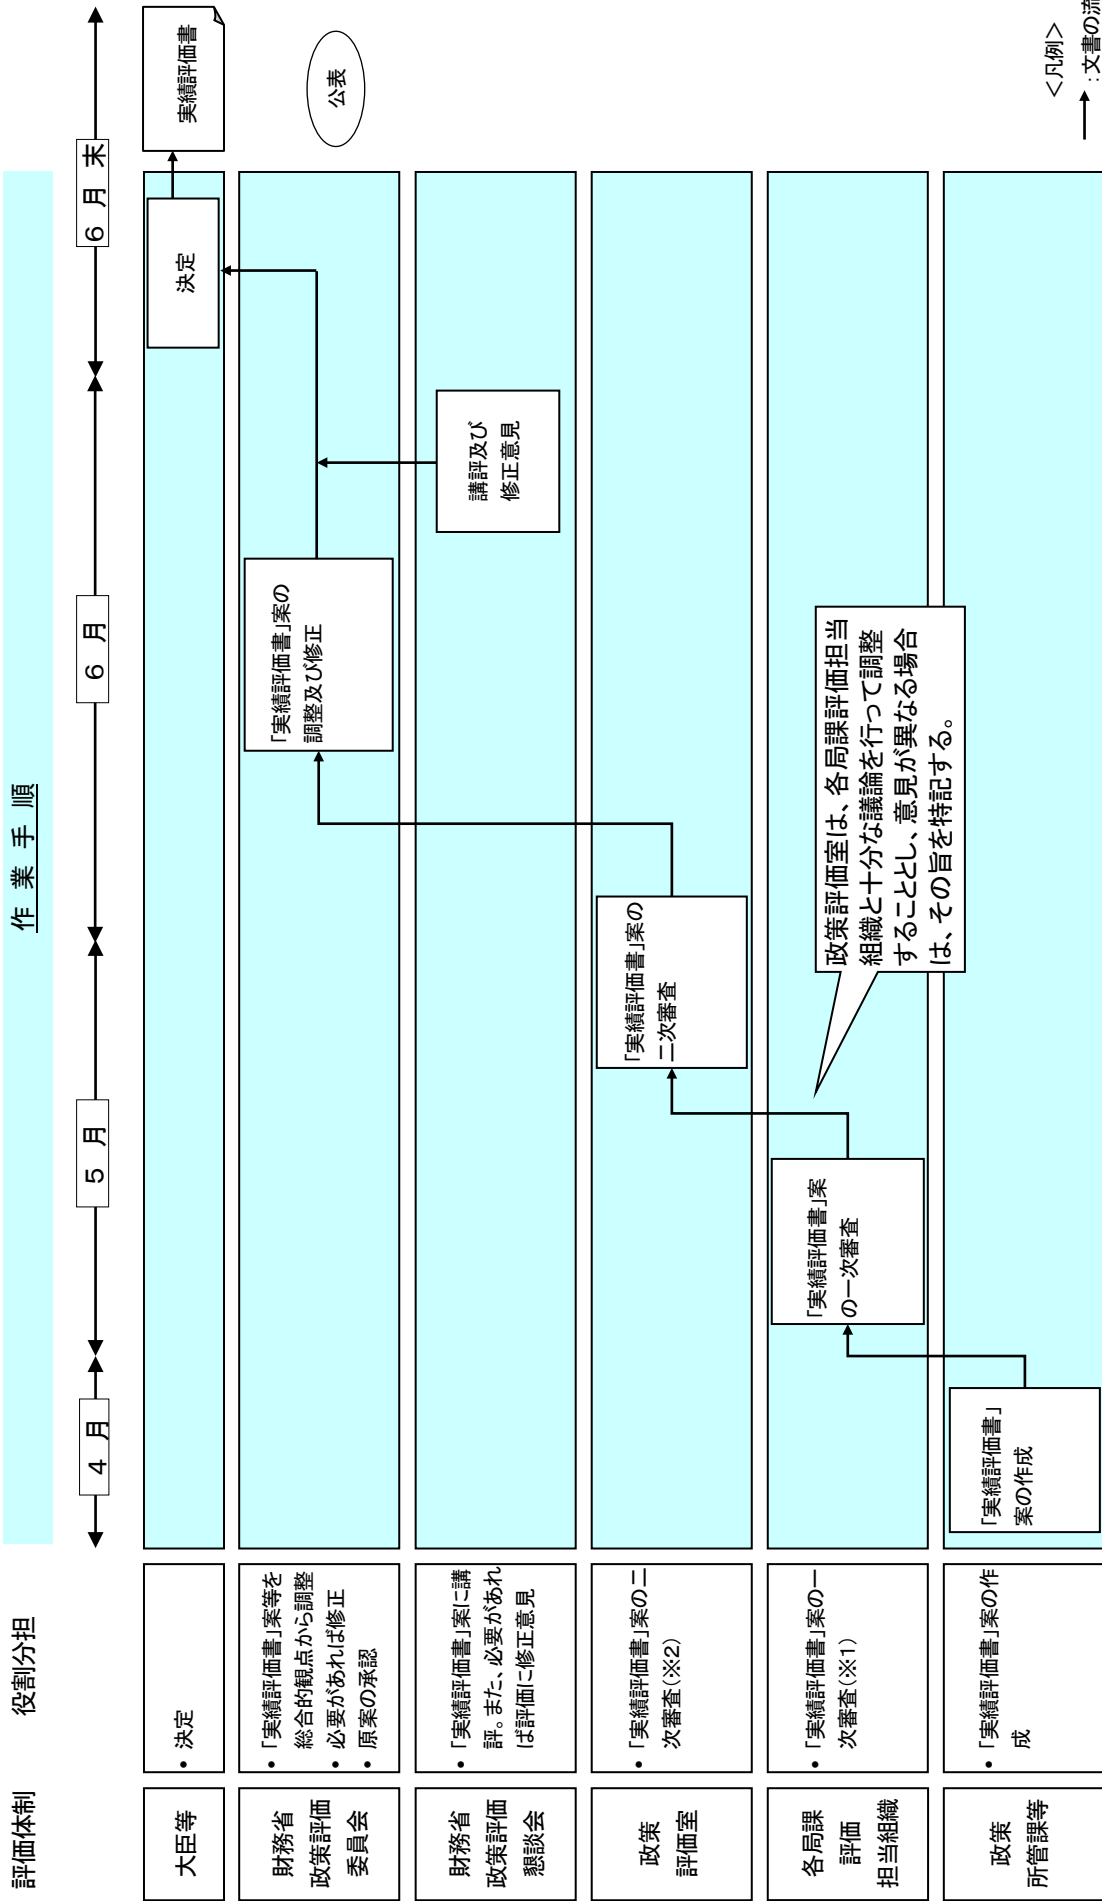 評価体制
役割分担
作 業 手 順
4 月
5 月
6 月
6 月 末
大臣等
• 決定
決定
実績評価書
財務省
政策評価
委員会
• 「実績評価書」案等を
総合的観点から調整
• 必要があれば修正
• 原案の承認
「実績評価書」案の
調整及び修正
公表
財務省
政策評価
懇談会
• 「実績評価書」案に講
評。また、必要があれ
ば評価に修正意見
講評及び
修正意見
政策
評価室
• 「実績評価書」案の二
次審査(※2)
「実績評価書」案の
二次審査
各局課
評価
担当組織
• 「実績評価書」案の一
次審査(※1)
「実績評価書」案
の一次審査
政策評価室は、各局課評価担当
組織と十分な議論を行って調整
することとし、意見が異なる場合
は、その旨を特記する。
政策
所管課等
• 「実績評価書」案の作
成
「実績評価書」
案の作成
<凡例>
:文書の流